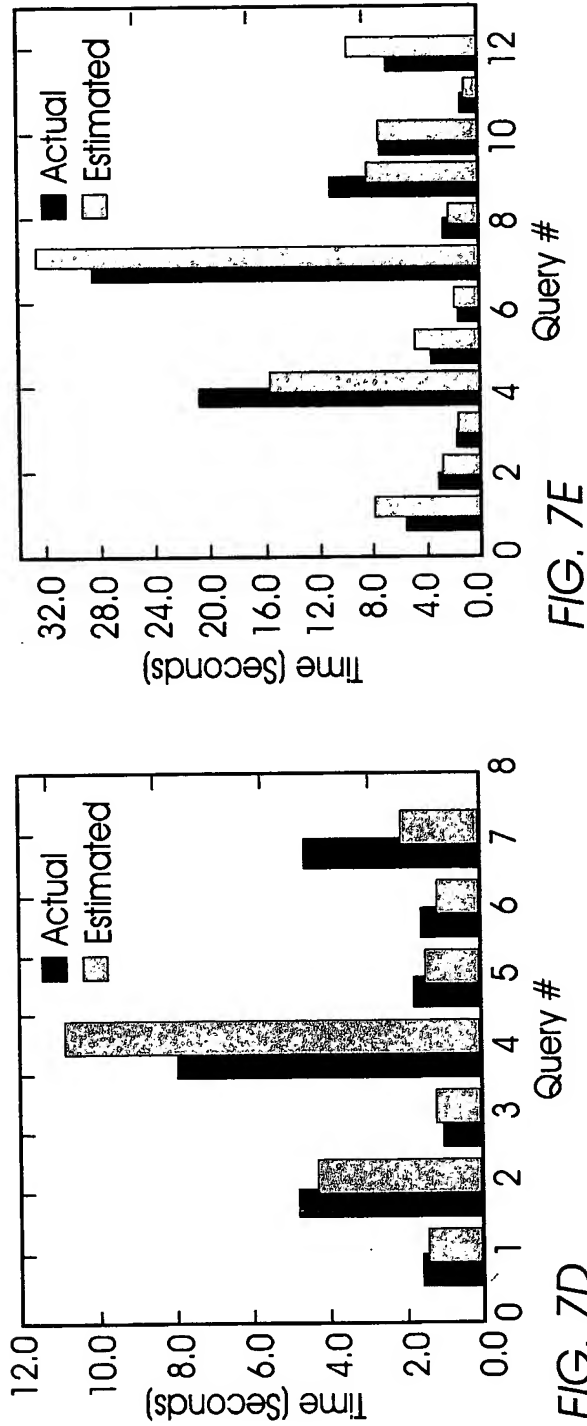 12.0
10.0
8.0
6.0
4.0
2.0
0.0
Time (Seconds)
Actual
Estimated
0 1 2 3 4 5 6 7 8
Query #
FIG. 7D
32.0
28.0
24.0
20.0
16.0
12.0
8.0
4.0
0.0
Time (Seconds)
Actual
Estimated
0 2 4 6 8 10 12
Query #
FIG. 7E